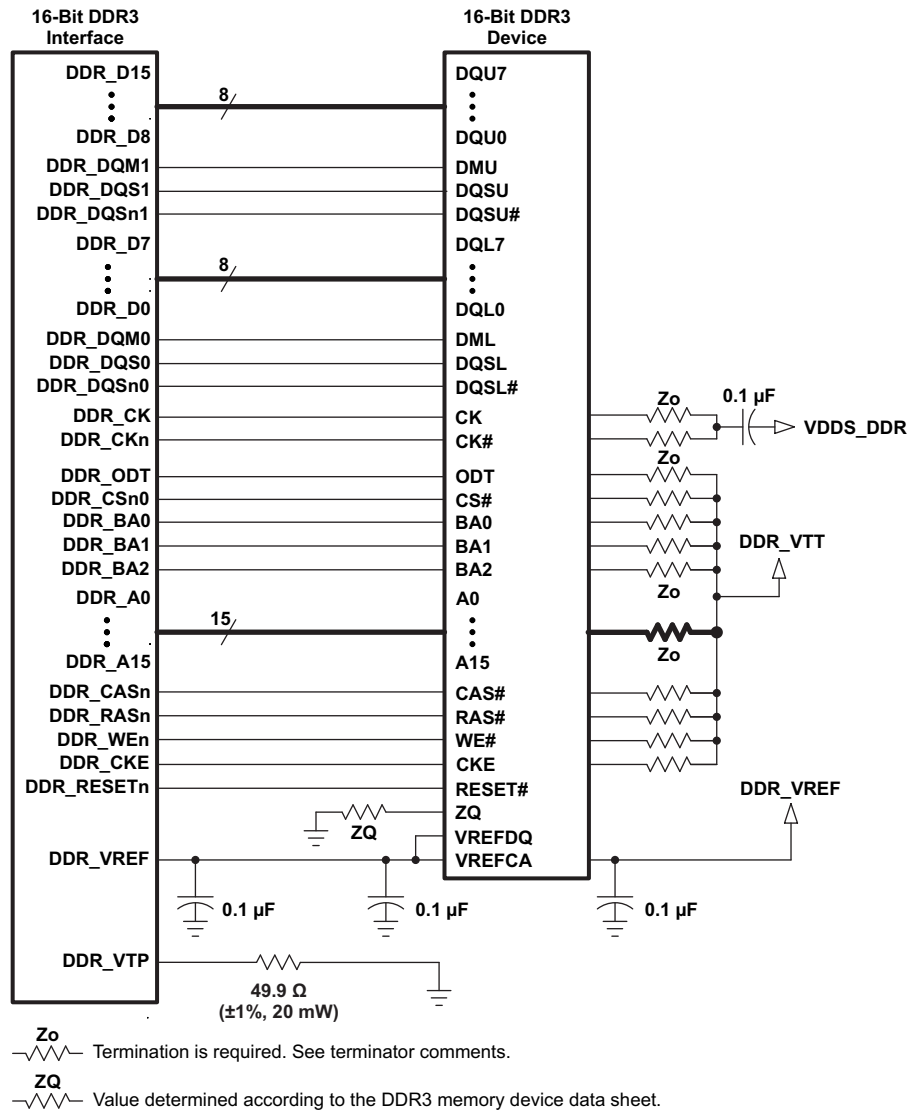 16-Bit DDR3
Interface
16-Bit DDR3
Device
DDR_D15
8
DQU7
DDR_D8
DQU0
DDR_DQM1
DMU
DDR_DQS1
DQSU
DDR_DQSn1
DQSU#
DDR_D7
8
DQL7
DDR_D0
DQL0
DDR_DQM0
DML
DDR_DQS0
DQSL
DDR_DQSn0
DQSL#
DDR_CK
CK
Zo
0.1 µF
VDDS_DDR
DDR_CKn
CK#
Zo
DDR_ODT
ODT
DDR_CSn0
CS#
DDR_BA0
BA0
DDR_BA1
BA1
DDR_VTT
DDR_BA2
BA2
Zo
DDR_A0
A0
15
Zo
DDR_A15
A15
DDR_CASn
CAS#
DDR_RASn
RAS#
DDR_WEn
WE#
DDR_CKE
CKE
DDR_RESETn
RESET#
DDR_VREF
ZQ
ZQ
VREFDQ
DDR_VREF
VREFCA
0.1 µF
0.1 µF
0.1 µF
DDR_VTP
49.9 Ω
(±1%, 20 mW)
Zo
Termination is required. See terminator comments.
ZQ
Value determined according to the DDR3 memory device data sheet.